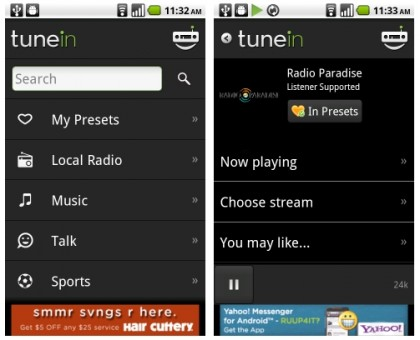 11:32 AM
tunein
Search
My Presets »
Local Radio »
Music »
Talk »
Sports »
smmr svngs r here.
Get $5 OFF any $25 service Hair Cuttery.
11:33 AM
tunein
Radio Paradise
Listener Supported
RADIO PARADISE
In Presets
Now playing »
Choose stream »
You may like... »
24k
Yahoo! Messenger
for Android™ - RUUP4IT?
Get the App
YAHOO!